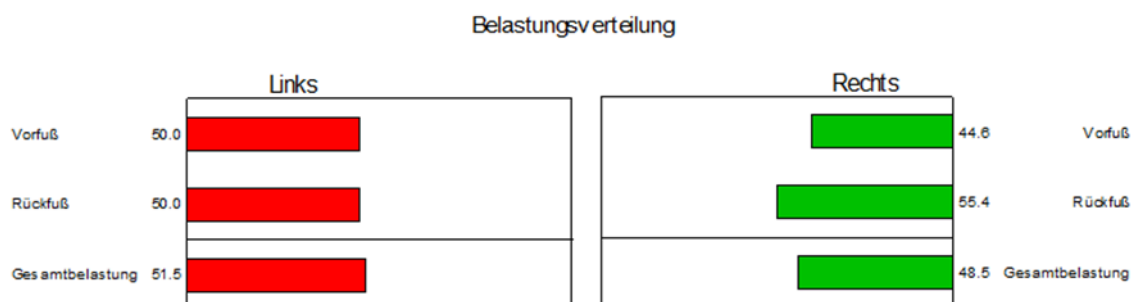 Belastungsverteilung
Links Rechts
Vorfuß 50.0 44.6 Vorfuß
Rückfuß 50.0 55.4 Rückfuß
Gesamtbelastung 51.5 48.5 Gesamtbelastung